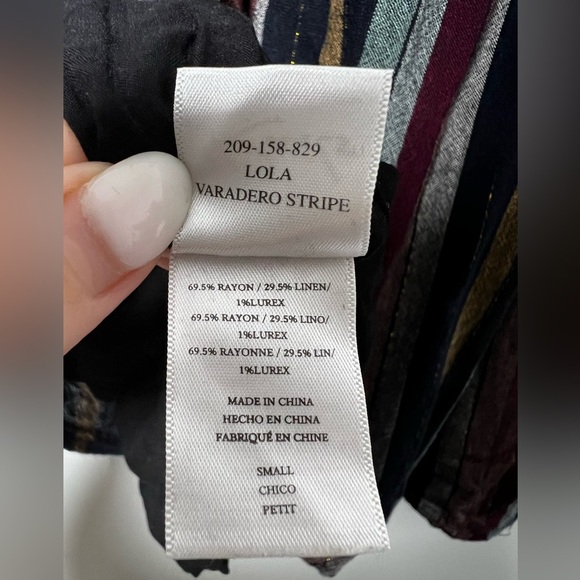 209-158-829
LOLA
VARADERO STRIPE
69.5% RAYON / 29.5% LINEN/
1%LUREX
69.5% RAYON / 29.5% LINO/
1%LUREX
69.5% RAYONNE / 29.5% LIN/
1%LUREX
MADE IN CHINA
HECHO EN CHINA
FABRIQUÉ EN CHINE
SMALL
CHICO
PETIT